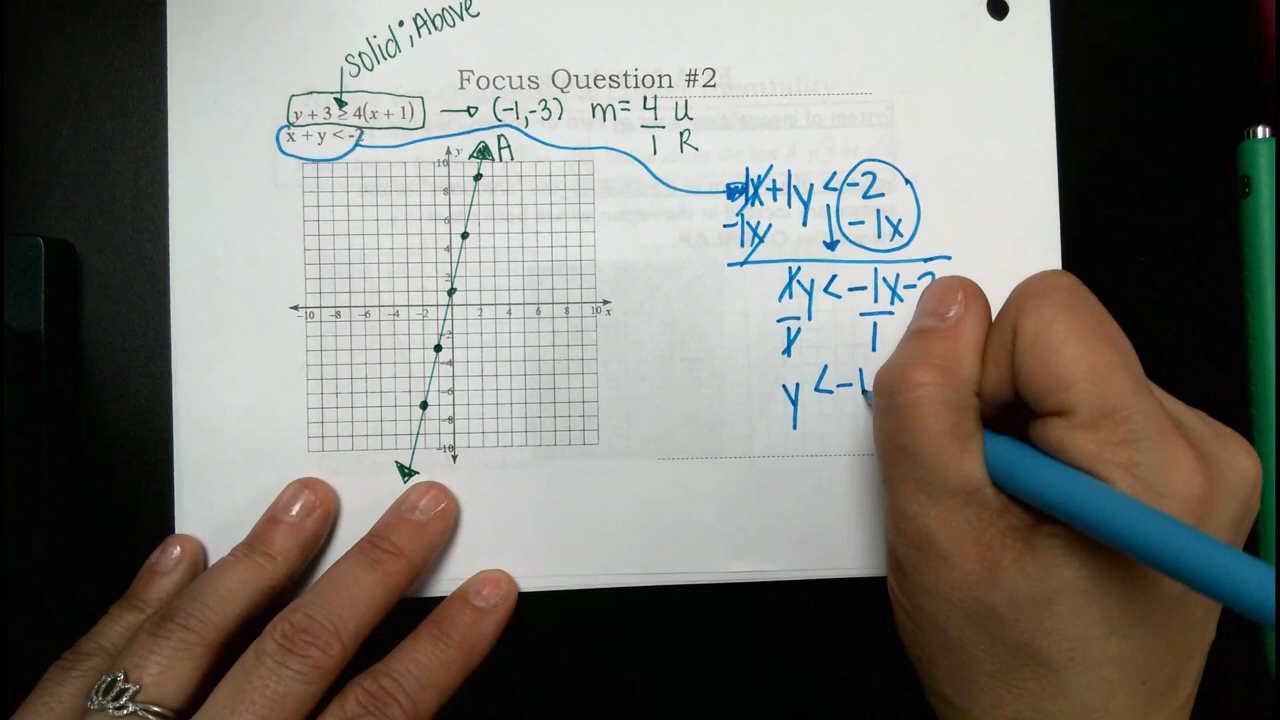 solid; Above
Focus Question #2
y + 3 ≥ 4(x + 1) → (-1,-3) m = 4/1 U R
x + y < -2
y
A
10
8
6
4
-10 -8 -6 -4 -2 2 4 6 8 10 x
-2
-4
-6
-8
-10
1x + 1y < -2
-1x - 1x
1y < -1x - 2
1 1
y < -1